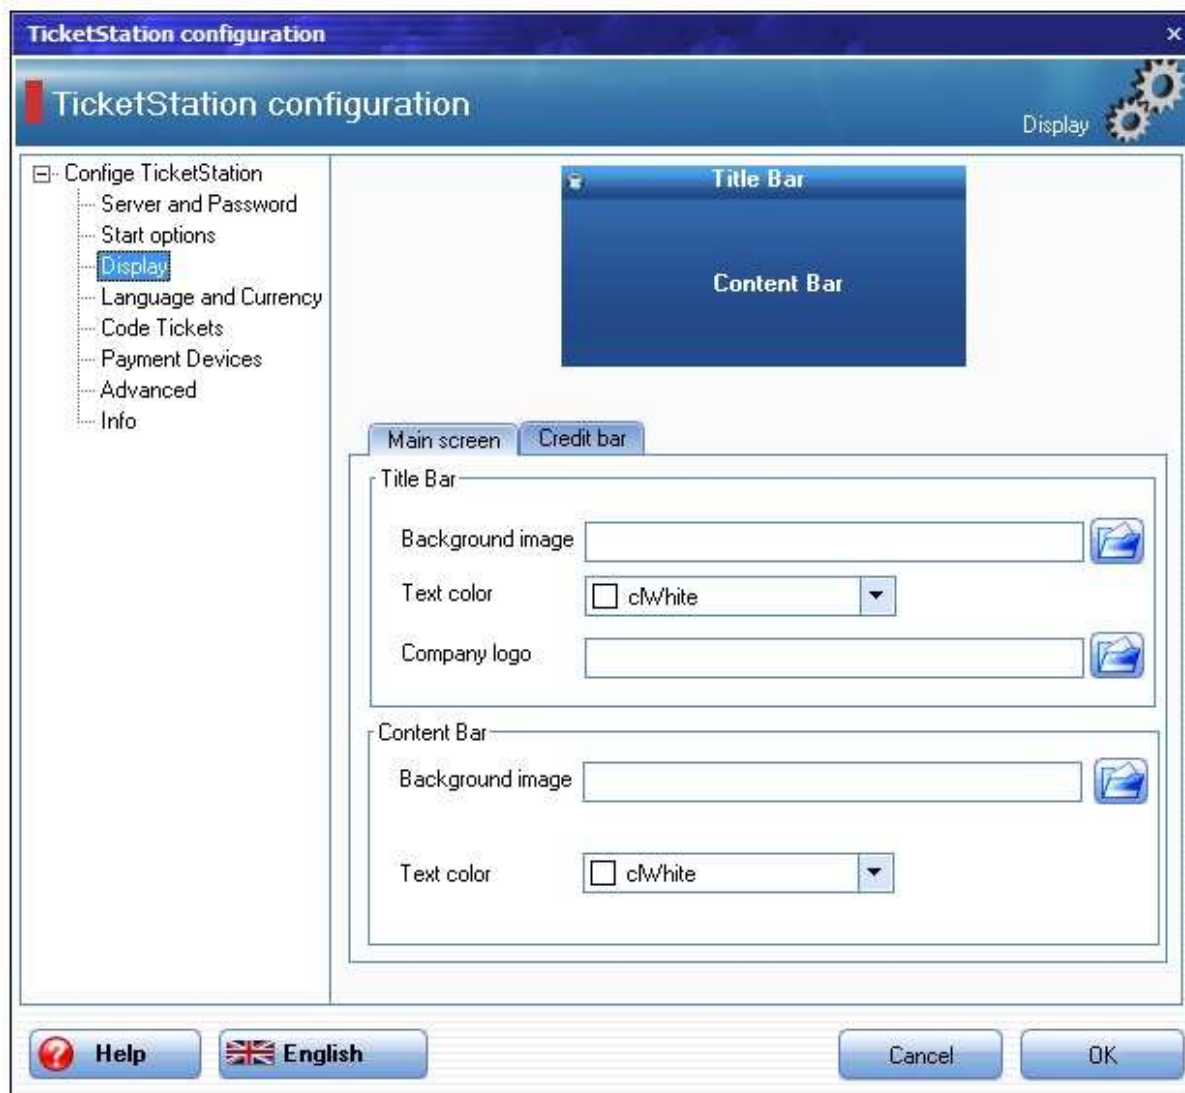 TicketStation configuration
TicketStation configuration
Display
Confige TicketStation
Server and Password
Start options
Display
Language and Currency
Code Tickets
Payment Devices
Advanced
Info
Title Bar
Content Bar
Main screen
Credit bar
Title Bar
Background image
Text color
clWhite
Company logo
Content Bar
Background image
Text color
clWhite
Help
English
Cancel
OK